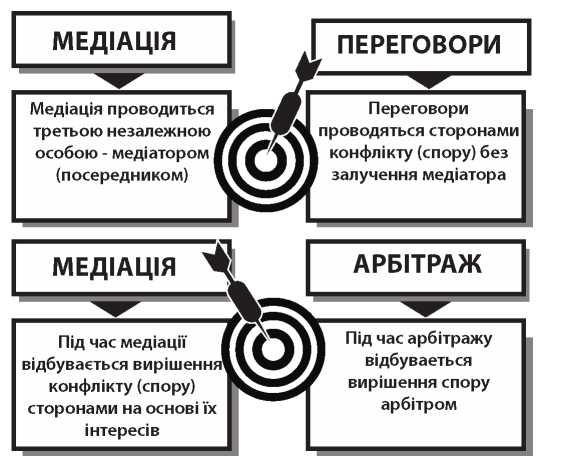 МЕДІАЦІЯ
Медіація проводиться
третьою незалежною
особою - медіатором
(посередником)
ПЕРЕГОВОРИ
Переговори
проводяться сторонами
конфлікту (спору) без
залучення медіатора
МЕДІАЦІЯ
Під час медіації
відбувається вирішення
конфлікту (спору)
сторонами на основі їх
інтересів
АРБІТРАЖ
Під час арбітражу
відбуваеться
вирішення спору
арбітром